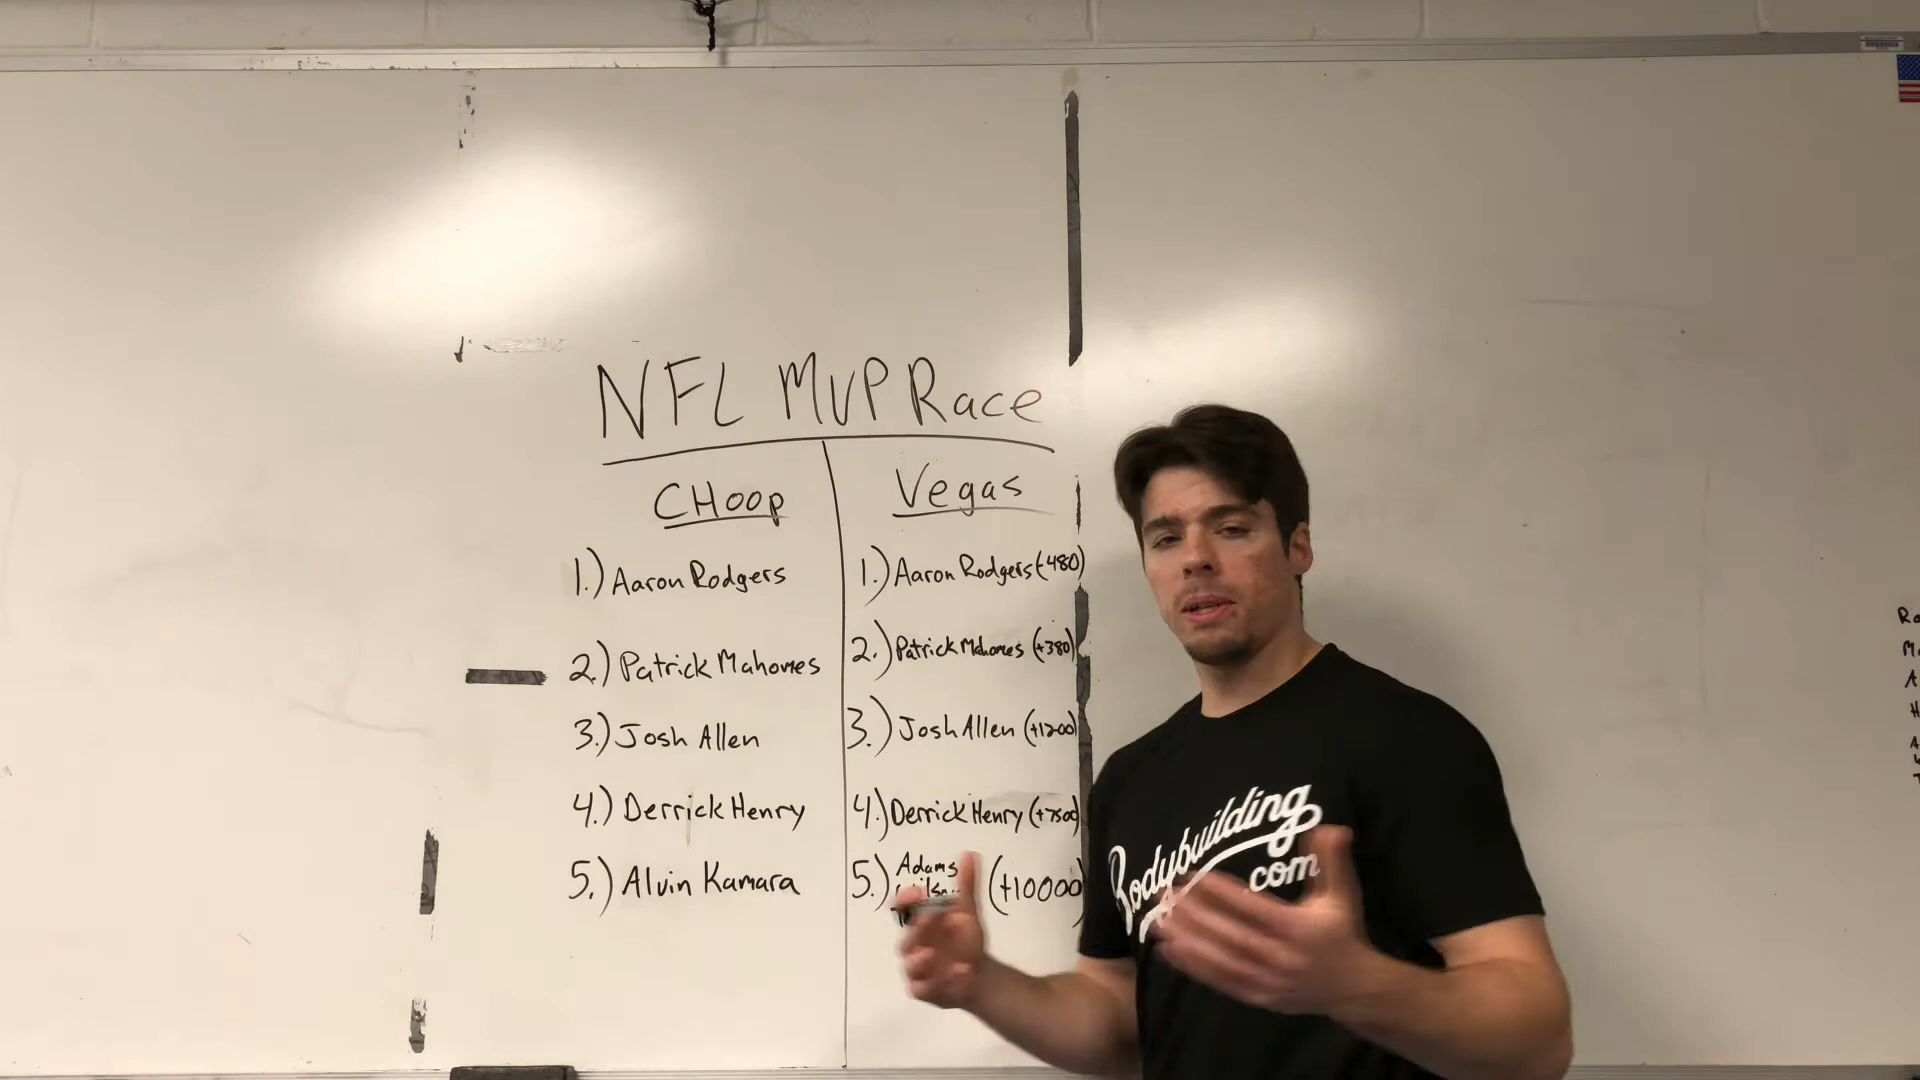 NFL MVP Race
CHoop
1.) Aaron Rodgers
2.) Patrick Mahomes
3.) Josh Allen
4.) Derrick Henry
5.) Alvin Kamara
Vegas
1.) Aaron Rodgers (-480)
2.) Patrick Mahomes (+380)
3.) Josh Allen (+1200)
4.) Derrick Henry (+7500)
5.) Adams
(+10000)
Bodybuilding
.com